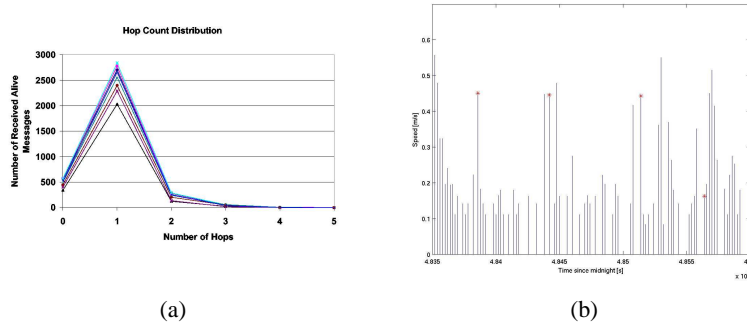 Hop Count Distribution
Number of Received Alive
Messages
3000
2500
2000
1500
1000
500
0
0 1 2 3 4 5
Number of Hops
(a)
Speed [m/s]
0.6
0.5
0.4
0.3
0.2
0.1
0
4.835 4.84 4.845 4.85 4.855
Time since midnight [s]
x 10
(b)